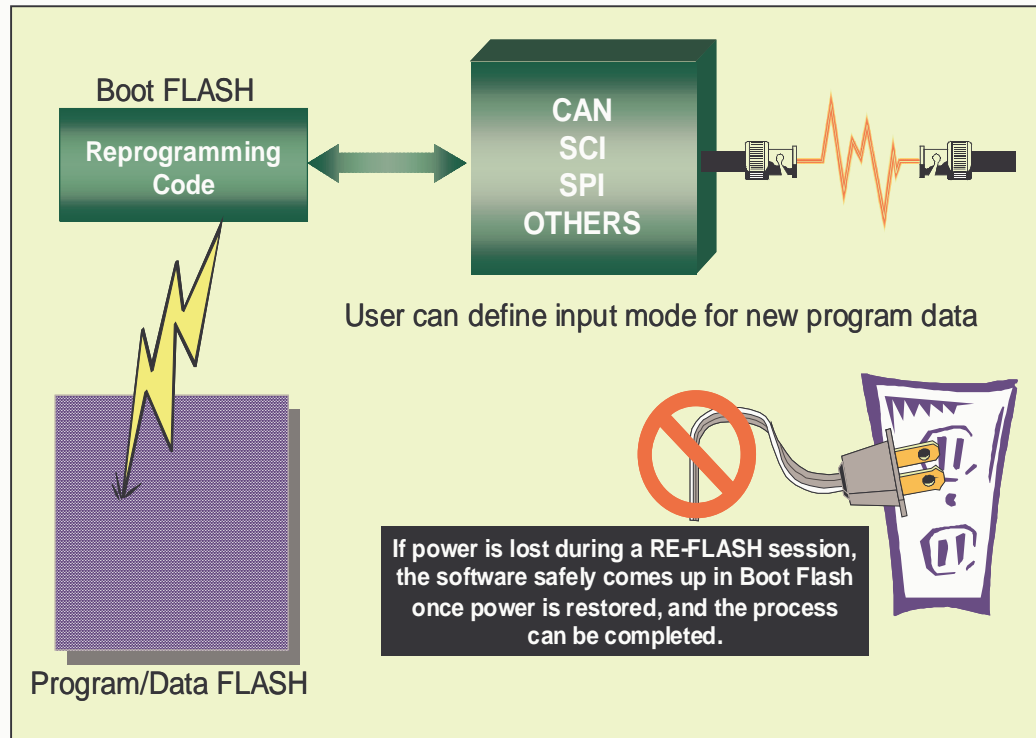 Boot FLASH
Reprogramming
Code
CAN
SCI
SPI
OTHERS
User can define input mode for new program data
If power is lost during a RE-FLASH session,
the software safely comes up in Boot Flash
once power is restored, and the process
can be completed.
Program/Data FLASH